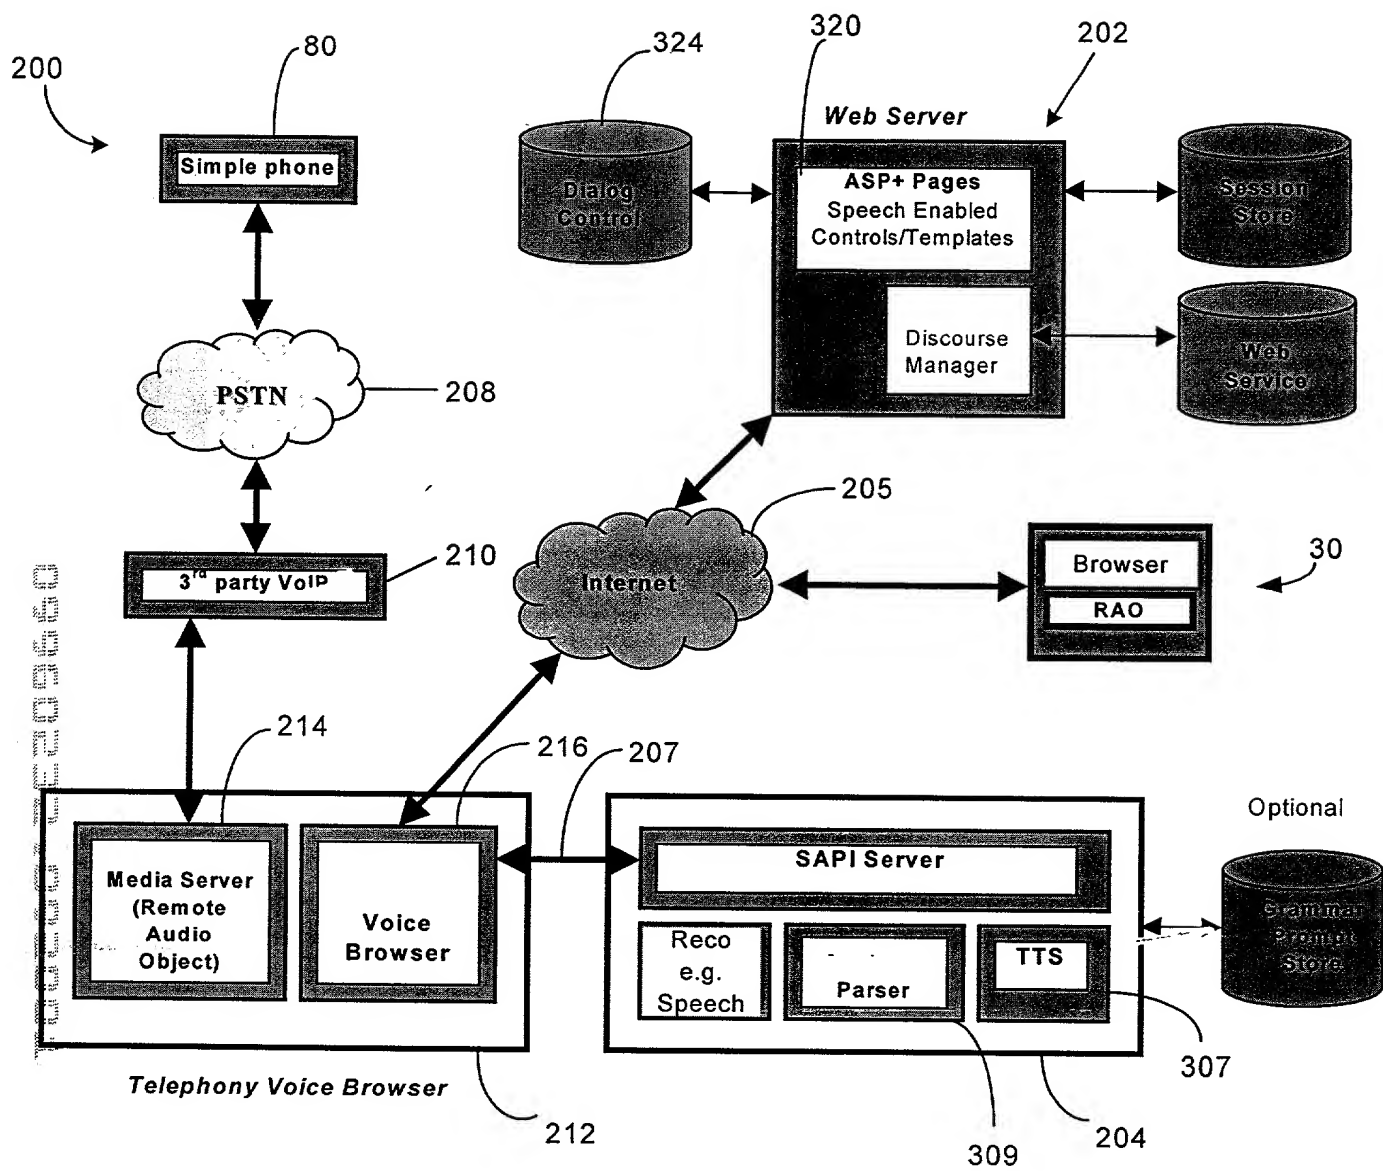 200
80
324
320
202
Web Server
Simple phone
Dialog
Control
ASP+ Pages
Speech Enabled
Controls/Templates
Session
Store
Discourse
Manager
Web
Service
PSTN
208
205
Internet
3rd party VoIP
210
Browser
RAO
30
214
216
207
Optional
Media Server
(Remote
Audio
Object)
Voice
Browser
SAPI Server
Reco
e.g.
Speech
Parser
TTS
Grammar
Prompt
Store
Telephony Voice Browser
212
309
204
307